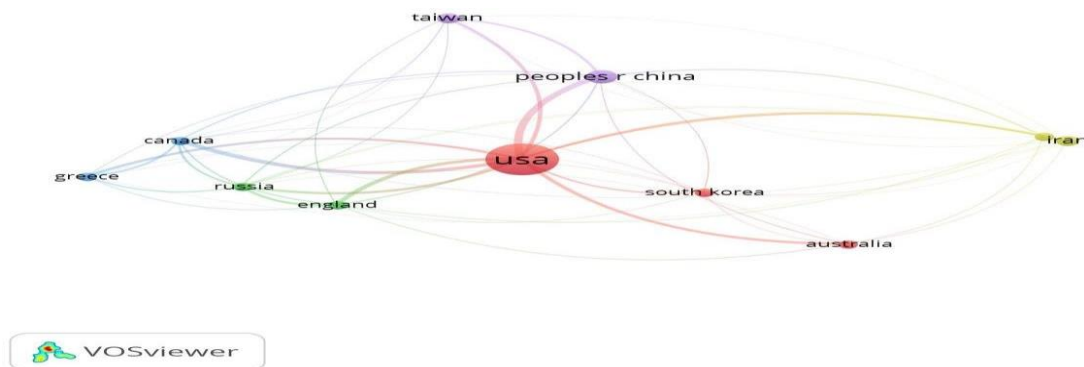 taiwan
peoples r china
canada
usa
iran
greece
russia
south korea
england
australia
VOSviewer